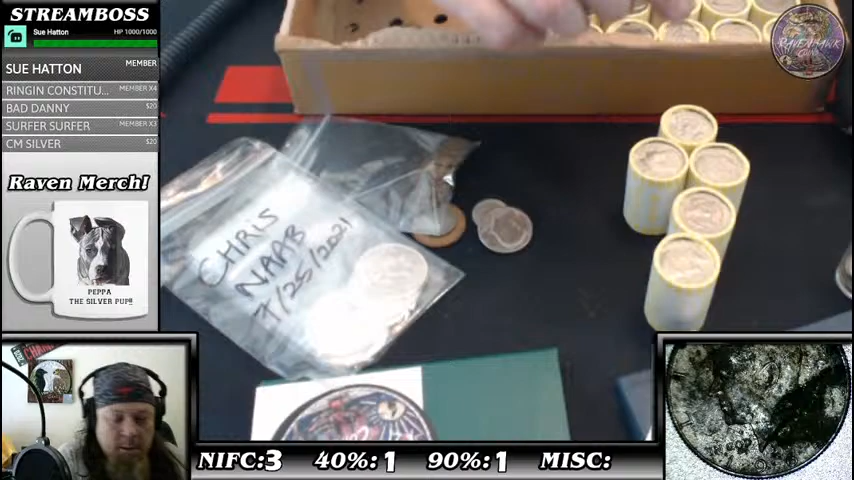 STREAMBOSS
Sue Hatton HP 1000/1000
SUE HATTON MEMBER
RINGIN CONSTITU... MEMBER X4
BAD DANNY $20
SURFER SURFER MEMBER X3
CM SILVER $20
Raven Merch!
PEPPA
THE SILVER PUP!
CHRIS
NAAB
7/25/2021
NIFC:3 40%:1 90%:1 MISC: